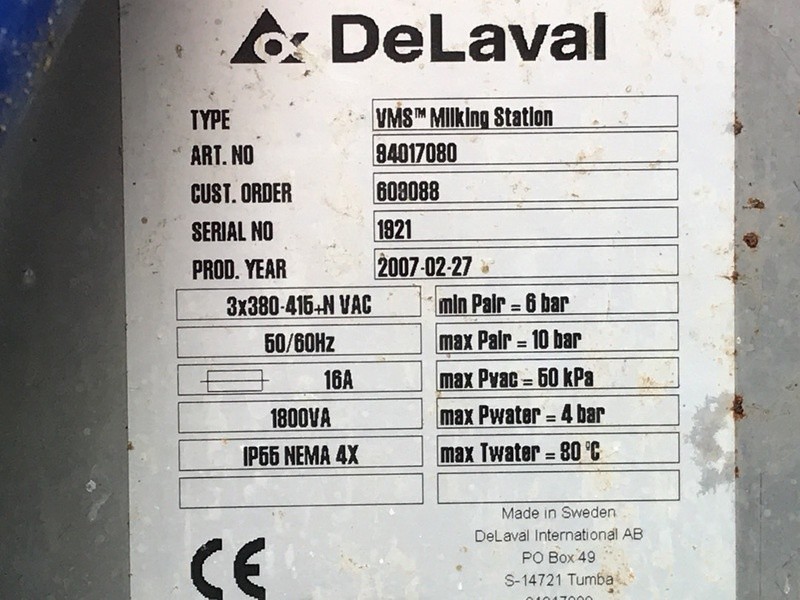 DeLaval
TYPE VMS™ Milking Station
ART. NO 94017080
CUST. ORDER 609088
SERIAL NO 1921
PROD. YEAR 2007-02-27
3x380-415+N VAC min Pair = 6 bar
50/60Hz max Pair = 10 bar
16A max Pvac = 50 kPa
1800VA max Pwater = 4 bar
IP55 NEMA 4X max Twater = 80 °C
Made in Sweden
DeLaval International AB
PO Box 49
S-14721 Tumba
CE